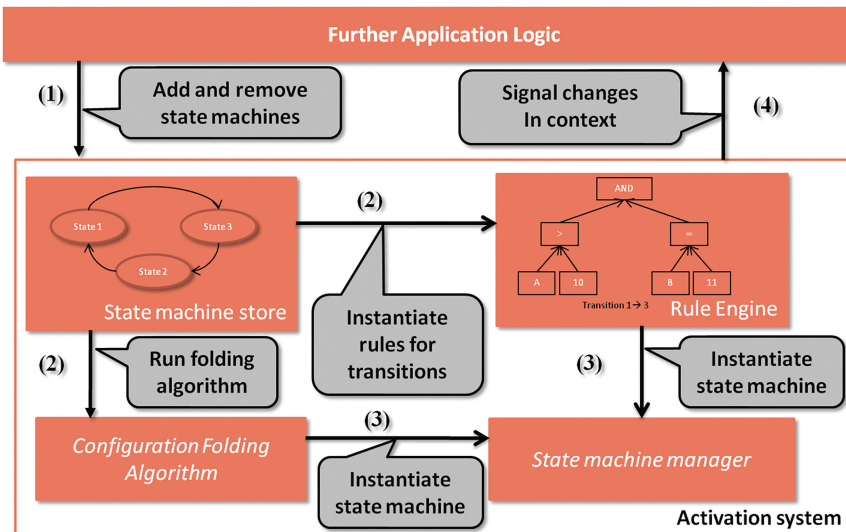 Further Application Logic
(1)
Add and remove
state machines
Signal changes
In context
(4)
State 1
State 3
State 2
State machine store
(2)
AND
>
=
A
10
B
11
Transition 1→ 3
Rule Engine
Instantiate
rules for
transitions
(2)
Run folding
algorithm
(3)
Instantiate
state machine
Configuration Folding
Algorithm
(3)
Instantiate
state machine
State machine manager
Activation system